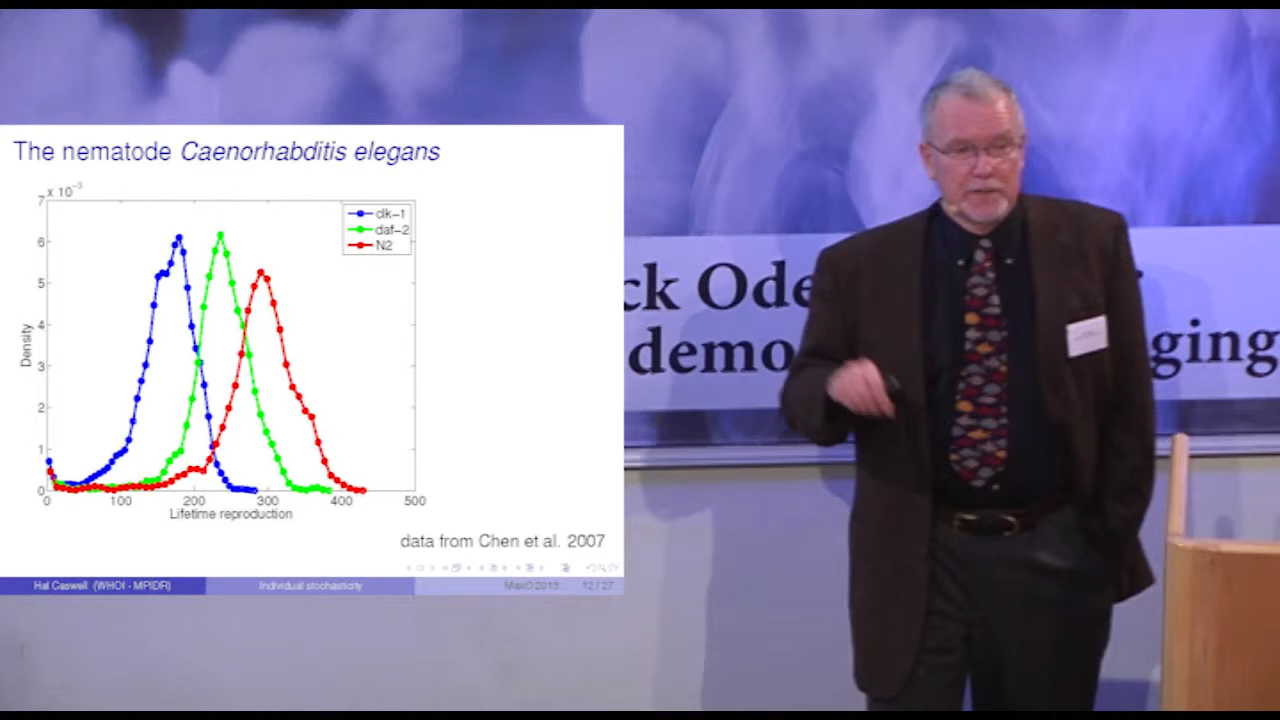 The nematode Caenorhabditis elegans
7 x 10⁻³
6
5
4
3
2
1
0
Density
clk-1
daf-2
N2
0 100 200 300 400 500
Lifetime reproduction
data from Chen et al. 2007
Hal Caswell (WHOI - MPIDR) Individual stochasticity MaxO 2013 12 / 27
ck Ode
demo
ging